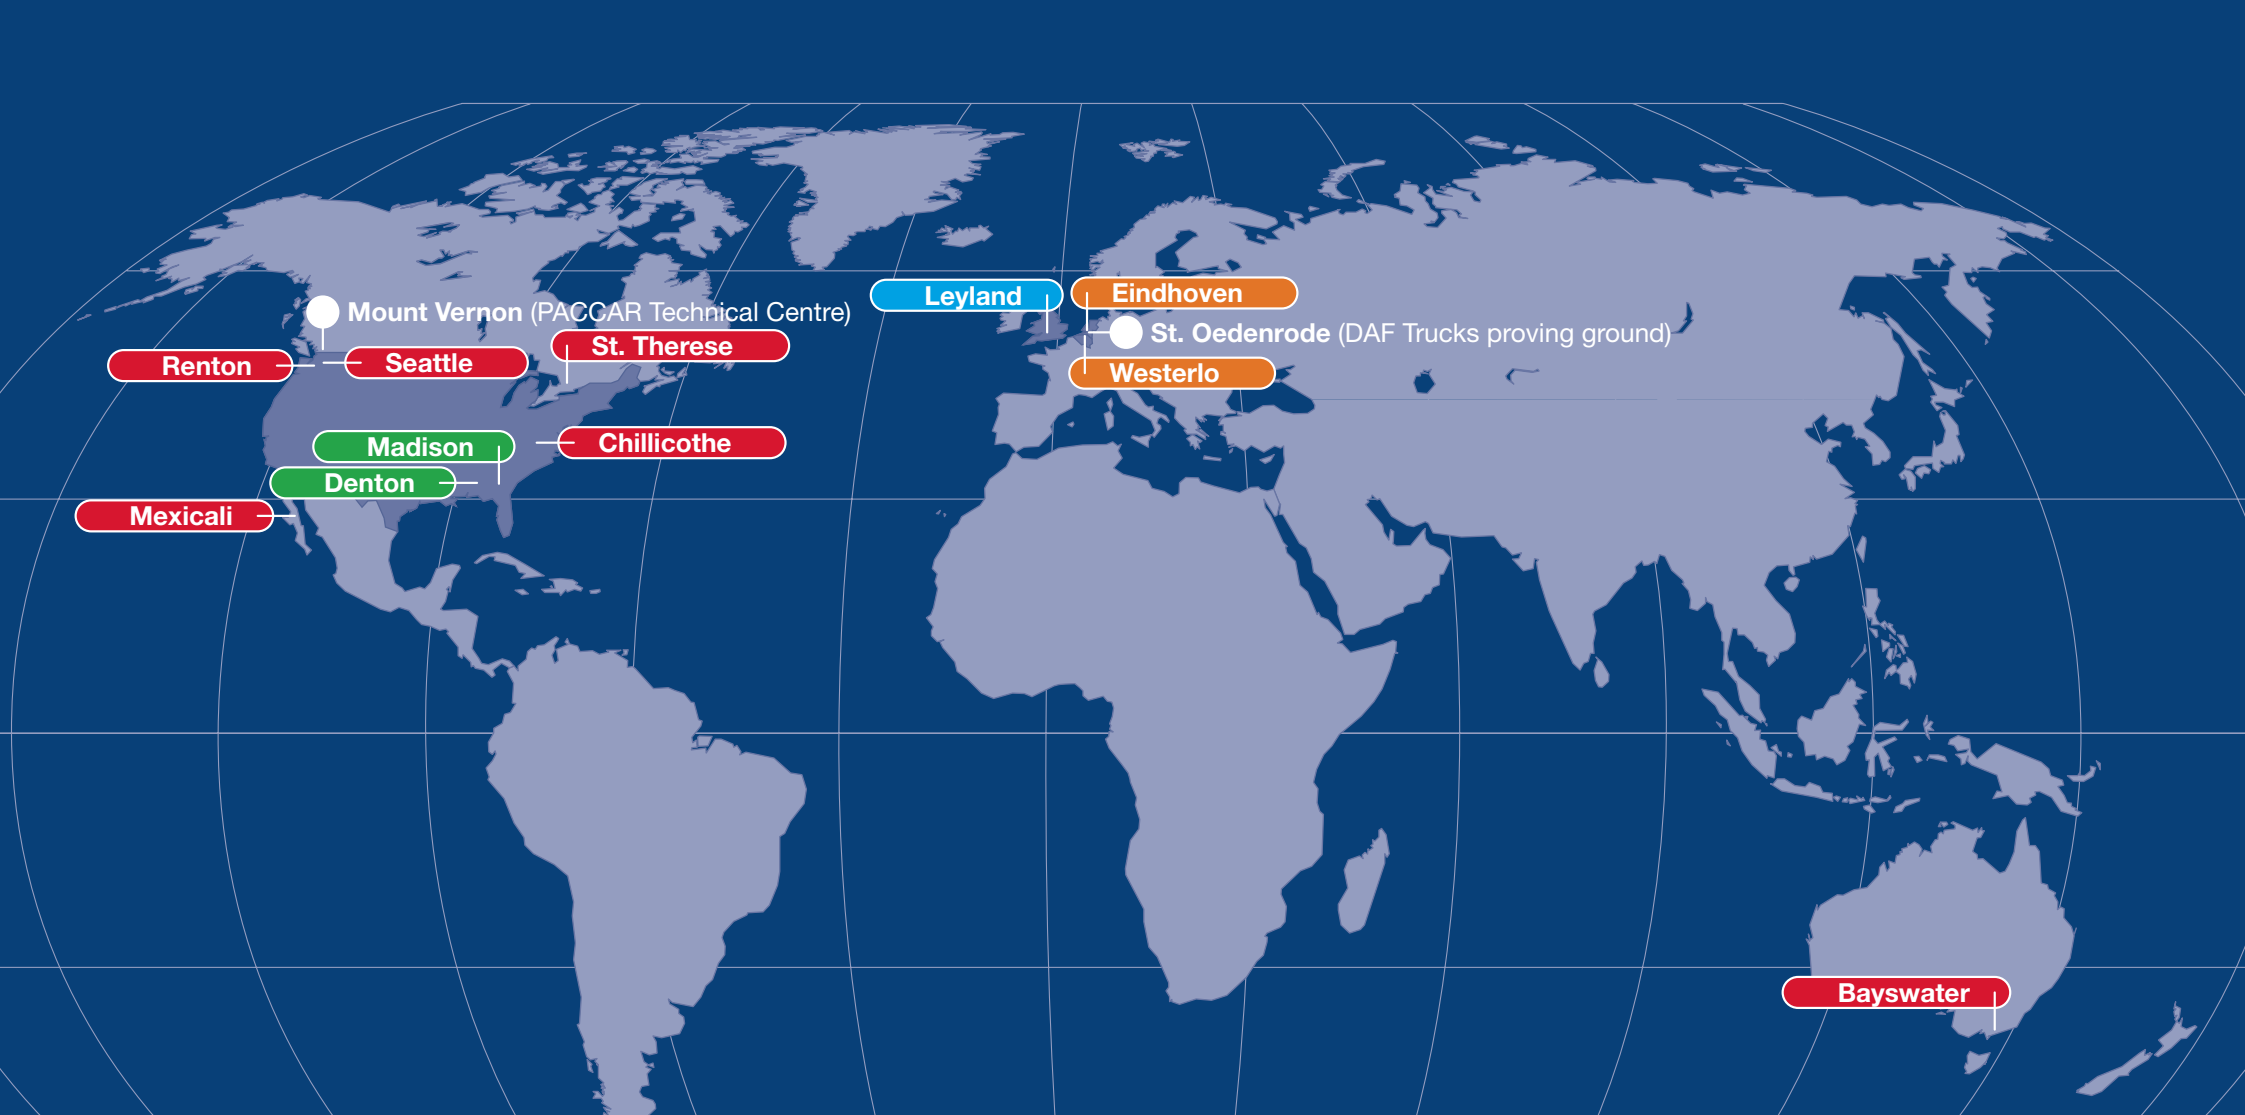 Leyland
Eindhoven
Mount Vernon (PACCAR Technical Centre)
St. Oedenrode (DAF Trucks proving ground)
St. Therese
Renton
Seattle
Westerlo
Madison
Chillicothe
Denton
Mexicali
Bayswater